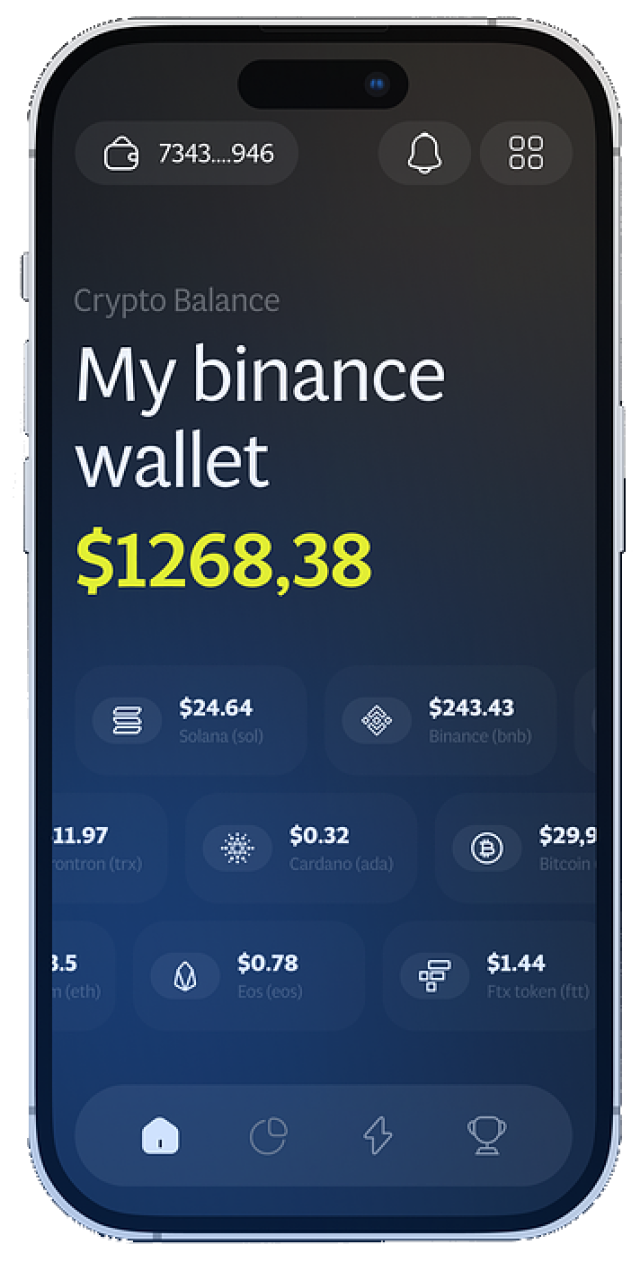 7343....946
Crypto Balance
My binance
wallet
$1268,38
$24.64
Solana (sol)
$243.43
Binance (bnb)
11.97
rontron (trx)
$0.32
Cardano (ada)
$29,9
Bitcoin
3.5
m (eth)
$0.78
Eos (eos)
$1.44
Ftx token (ftt)